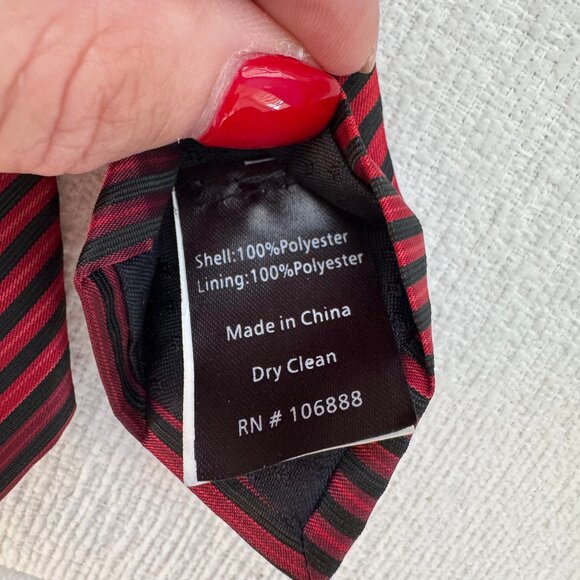 Shell:100%Polyester
Lining:100%Polyester
Made in China
Dry Clean
RN # 106888